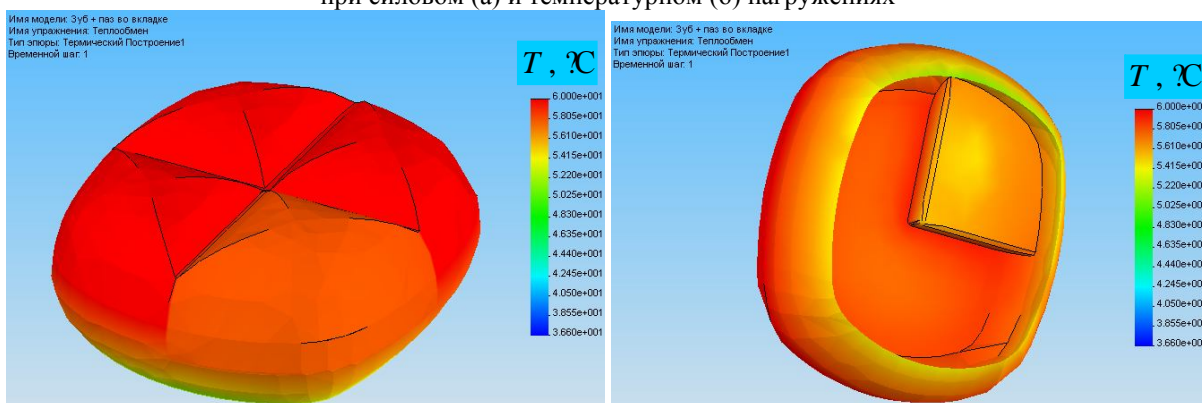 при силовом (а) и температурном (б) нагружениях
Имя модели: Зуб + паз во вкладке
Имя упражнения: Теплообмен
Тип эпюры: Термический Построение1
Временной шаг: 1
T , ?C
6.000e+001
5.805e+001
5.610e+001
5.415e+001
5.220e+001
5.025e+001
4.830e+001
4.635e+001
4.440e+001
4.245e+001
4.050e+001
3.855e+001
3.660e+001
Имя модели: Зуб + паз во вкладке
Имя упражнения: Теплообмен
Тип эпюры: Термический Построение1
Временной шаг: 1
T , ?C
6.000e+00
5.805e+00
5.610e+00
5.415e+00
5.220e+00
5.025e+00
4.830e+00
4.635e+00
4.440e+00
4.245e+00
4.050e+00
3.855e+00
3.660e+00